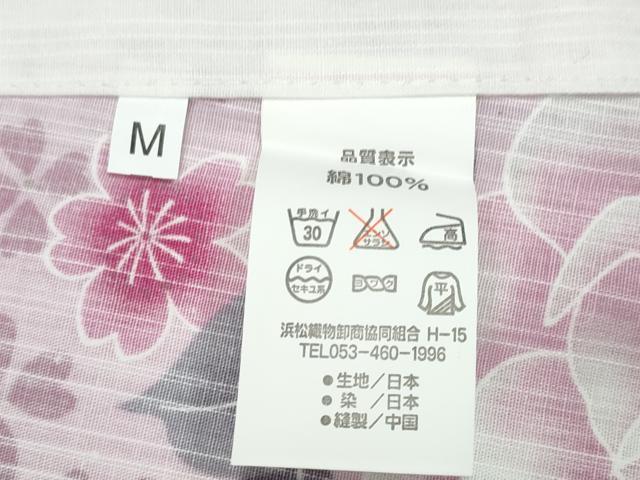 M
品質表示
綿100%
手洗イ
30
エンソ
サラシ
高
ドライ
セキユ系
ヨワク
平
浜松織物卸商協同組合 H-15
TEL053-460-1996
●生地/日本
●染 /日本
●縫製/中国